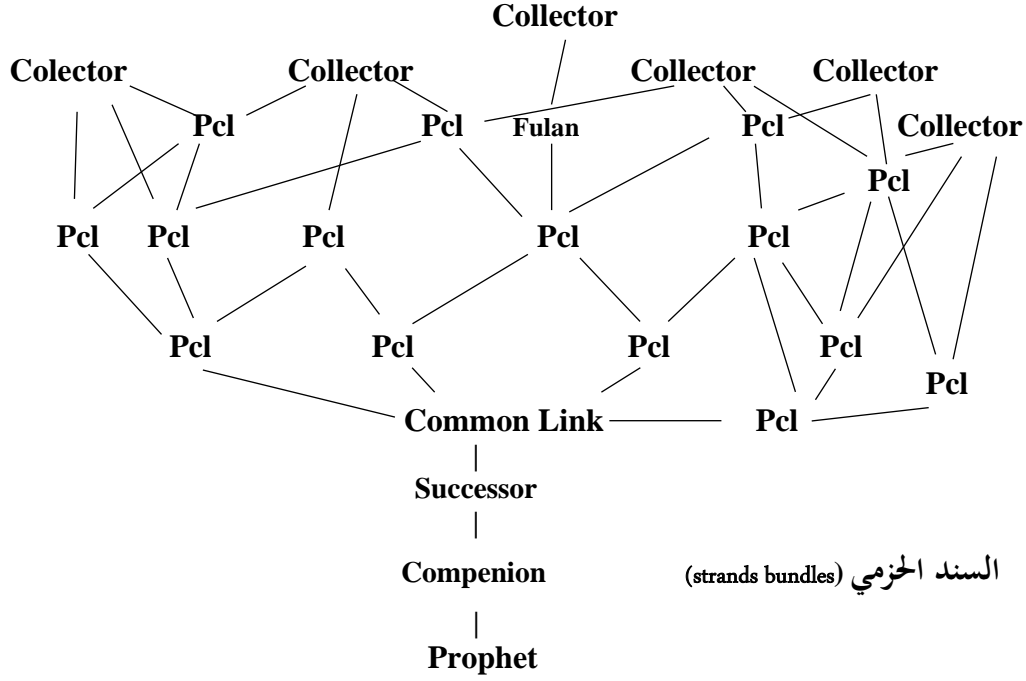 Collector
Colector Collector Collector Collector
Pcl Pcl Fulan Pcl Collector
Pcl
Pcl Pcl Pcl Pcl Pcl
Pcl Pcl Pcl Pcl
Pcl
Common Link Pcl
Successor
Compenion
السند الحزمي (strands bundles)
Prophet